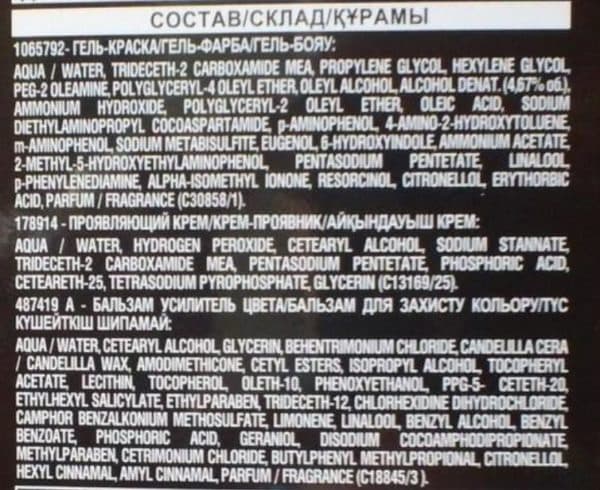 СОСТАВ/СКЛАД/ҚҰРАМЫ
1065792- ГЕЛЬ-КРАСКА/ГЕЛЬ-ФАРБА/ГЕЛЬ-БОЯУ:
AQUA / WATER, TRIDECETH-2 CARBOXAMIDE MEA, PROPYLENE GLYCOL, HEXYLENE GLYCOL,
PEG-2 OLEAMINE, POLYGLYCERYL-4 OLEYL ETHER, OLEYL ALCOHOL, ALCOHOL DENAT. (4,67% об.),
AMMONIUM HYDROXIDE, POLYGLYCERYL-2 OLEYL ETHER, OLEIC ACID, SODIUM
DIETHYLAMINOPROPYL COCOASPARTAMIDE, p-AMINOPHENOL, 4-AMINO-2-HYDROXYTOLUENE,
m-AMINOPHENOL, SODIUM METABISULFITE, EUGENOL, 6-HYDROXYINDOLE, AMMONIUM ACETATE,
2-METHYL-5-HYDROXYETHYLAMINOPHENOL, PENTASODIUM PENTETATE, LINALOOL,
p-PHENYLENEDIAMINE, ALPHA-ISOMETHYL IONONE, RESORCINOL, CITRONELLOL, ERYTHORBIC
ACID, PARFUM / FRAGRANCE (C30858/1).
178914 - ПРОЯВЛЯЮЩИЙ КРЕМ/КРЕМ-ПРОЯВНИК/АЙҚЫНДАУЫШ КРЕМ:
AQUA / WATER, HYDROGEN PEROXIDE, CETEARYL ALCOHOL, SODIUM STANNATE,
TRIDECETH-2 CARBOXAMIDE MEA, PENTASODIUM PENTETATE, PHOSPHORIC ACID,
CETEARETH-25, TETRASODIUM PYROPHOSPHATE, GLYCERIN (C13169/25).
487419 A - БАЛЬЗАМ УСИЛИТЕЛЬ ЦВЕТА/БАЛЬЗАМ ДЛЯ ЗАХИСТУ КОЛЬОРУ/ТҮС
КҮШЕЙТКІШ ШИПАМАЙ:
AQUA / WATER, CETEARYL ALCOHOL, GLYCERIN, BEHENTRIMONIUM CHLORIDE, CANDELILLA CERA
/ CANDELILLA WAX, AMODIMETHICONE, CETYL ESTERS, ISOPROPYL ALCOHOL, TOCOPHERYL
ACETATE, LECITHIN, TOCOPHEROL, OLETH-10, PHENOXYETHANOL, PPG-5- CETETH-20,
ETHYLHEXYL SALICYLATE, ETHYLPARABEN, TRIDECETH-12, CHLORHEXIDINE DIHYDROCHLORIDE,
CAMPHOR BENZALKONIUM METHOSULFATE, LIMONENE, LINALOOL, BENZYL ALCOHOL, BENZYL
BENZOATE, PHOSPHORIC ACID, GERANIOL, DISODIUM COCOAMPHODIPROPIONATE,
METHYLPARABEN, CETRIMONIUM CHLORIDE, BUTYLPHENYL METHYLPROPIONAL, CITRONELLOL,
HEXYL CINNAMAL, AMYL CINNAMAL, PARFUM / FRAGRANCE (C18845/3 ).